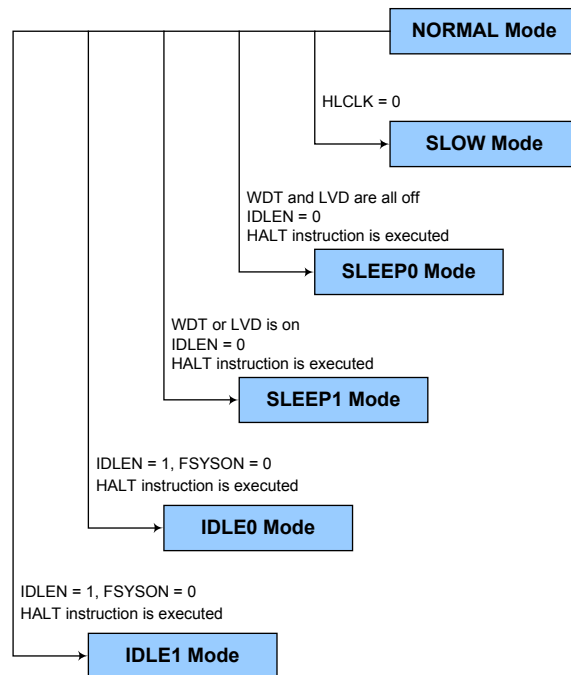 NORMAL Mode
HLCLK = 0
SLOW Mode
WDT and LVD are all off
IDLEN = 0
HALT instruction is executed
SLEEP0 Mode
WDT or LVD is on
IDLEN = 0
HALT instruction is executed
SLEEP1 Mode
IDLEN = 1, FSYSON = 0
HALT instruction is executed
IDLE0 Mode
IDLEN = 1, FSYSON = 0
HALT instruction is executed
IDLE1 Mode